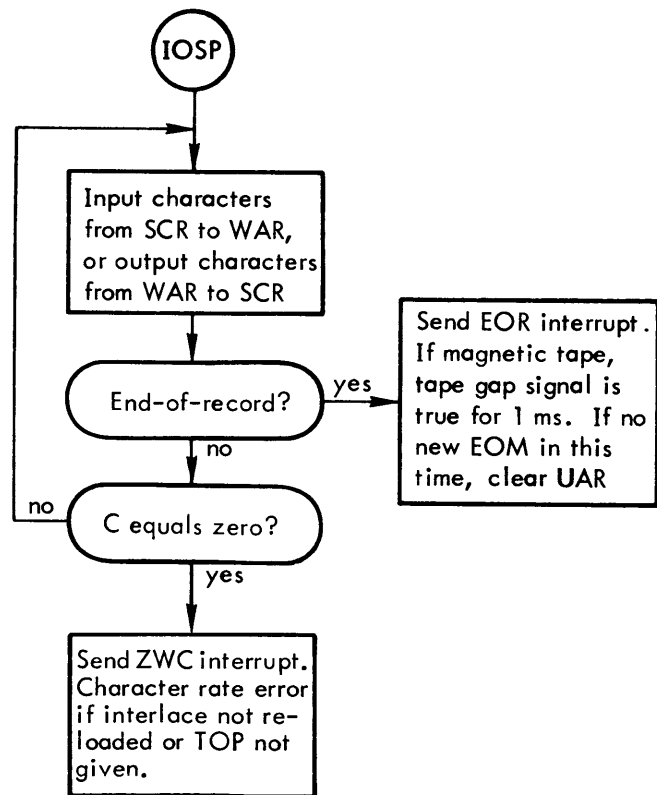 IOSP
Input characters
from SCR to WAR,
or output characters
from WAR to SCR
End-of-record?
yes
Send EOR interrupt.
If magnetic tape,
tape gap signal is
true for 1 ms. If no
new EOM in this
time, clear UAR
no
no
C equals zero?
yes
Send ZWC interrupt.
Character rate error
if interlace not re-
loaded or TOP not
given.